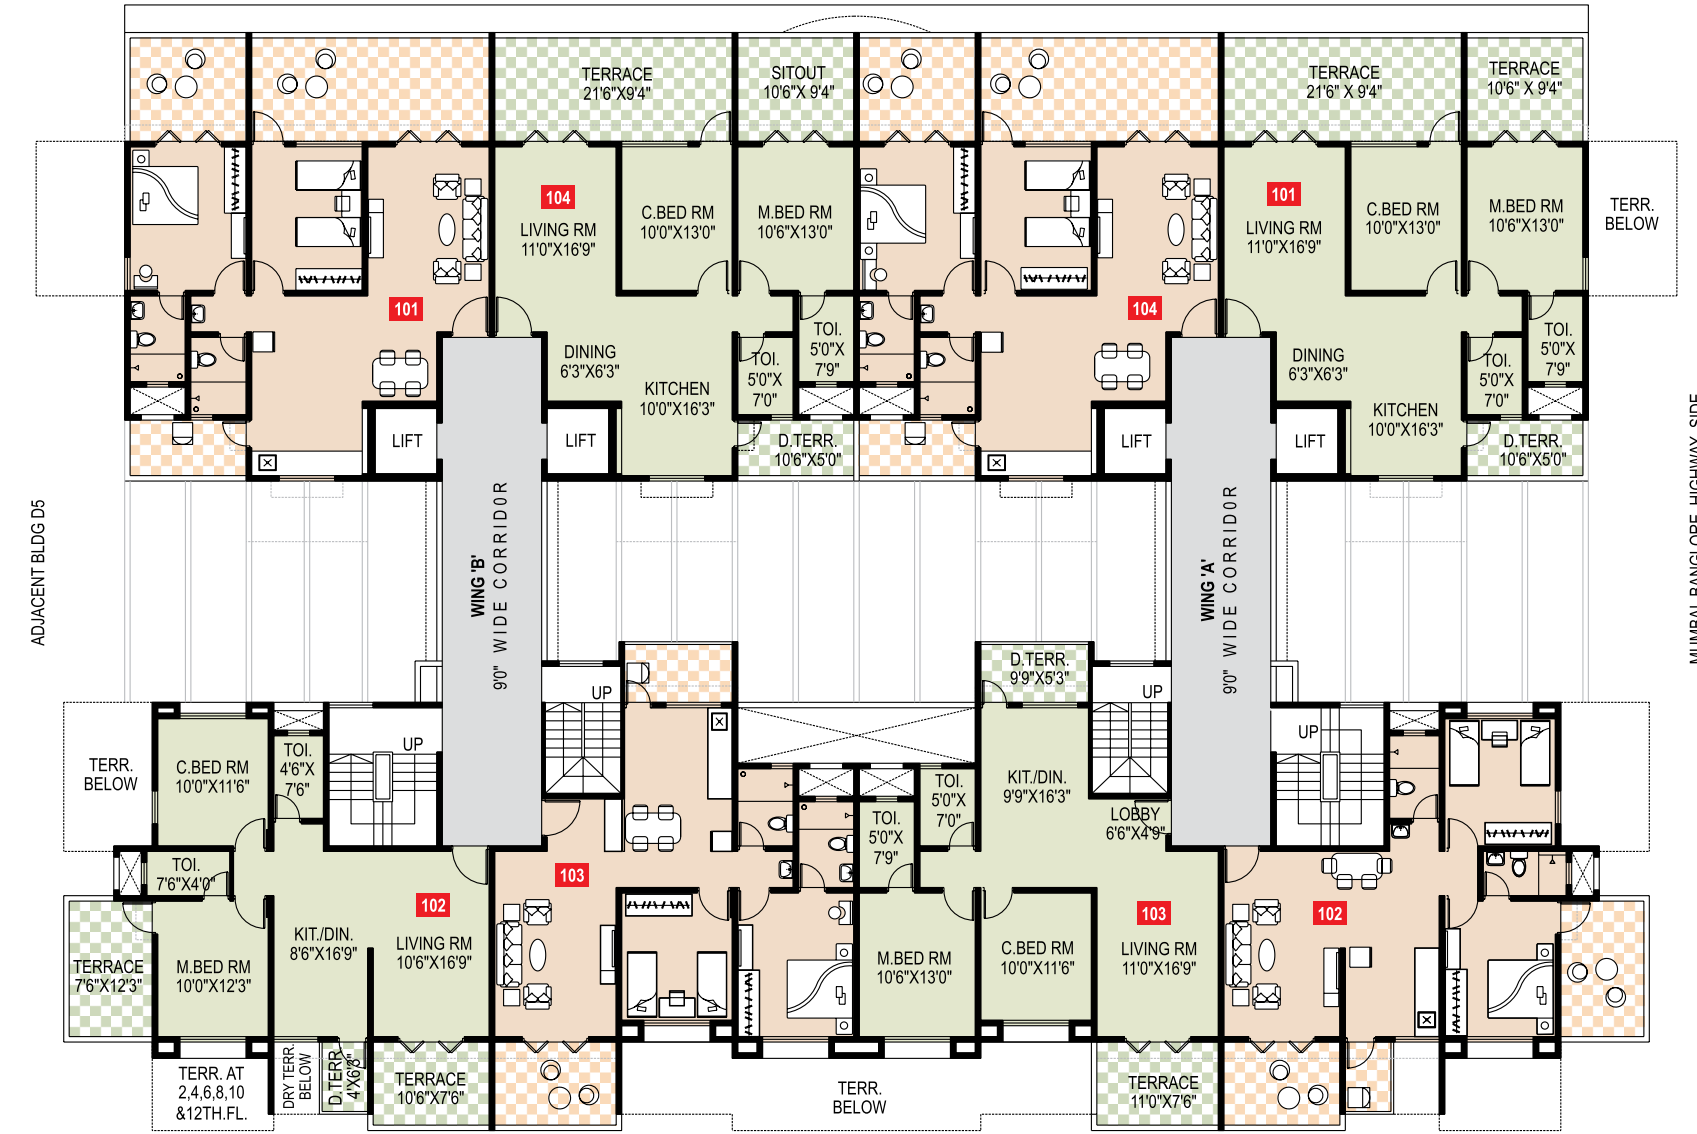 TERRACE
21'6"X9'4"
SITOUT
10'6"X 9'4"
TERRACE
21'6" X 9'4"
TERRACE
10'6" X 9'4"
104
LIVING RM
11'0"X16'9"
C.BED RM
10'0"X13'0"
M.BED RM
10'6"X13'0"
101
LIVING RM
11'0"X16'9"
C.BED RM
10'0"X13'0"
M.BED RM
10'6"X13'0"
TERR.
BELOW
101
104
DINING
6'3"X6'3"
KITCHEN
10'0"X16'3"
TOI.
5'0"X
7'0"
TOI.
5'0"X
7'9"
DINING
6'3"X6'3"
KITCHEN
10'0"X16'3"
TOI.
5'0"X
7'0"
TOI.
5'0"X
7'9"
LIFT
LIFT
D.TERR.
10'6"X5'0"
LIFT
LIFT
D.TERR.
10'6"X5'0"
ADJACENT BLDG D5
WING 'B'
9'0" WIDE CORRIDOR
WING 'A'
9'0" WIDE CORRIDOR
MUMBAI BANGLORE HIGHWAY SIDE
D.TERR.
9'9"X5'3"
UP
UP
UP
UP
TERR.
BELOW
C.BED RM
10'0"X11'6"
TOI.
4'6"X
7'6"
TOI.
7'6"X4'0"
KIT./DIN.
9'9"X16'3"
TOI.
5'0"X
7'0"
TOI.
5'0"X
7'9"
LOBBY
6'6"X4'9"
103
102
103
102
KIT./DIN.
8'6"X16'9"
LIVING RM
10'6"X16'9"
TERRACE
7'6"X12'3"
M.BED RM
10'0"X12'3"
M.BED RM
10'6"X13'0"
C.BED RM
10'0"X11'6"
LIVING RM
11'0"X16'9"
TERR. AT
2,4,6,8,10
&12TH.FL.
DRY TERR.
BELOW
D.TERR.
4'X6'3"
TERRACE
10'6"X7'6"
TERR.
BELOW
TERRACE
11'0"X7'6"